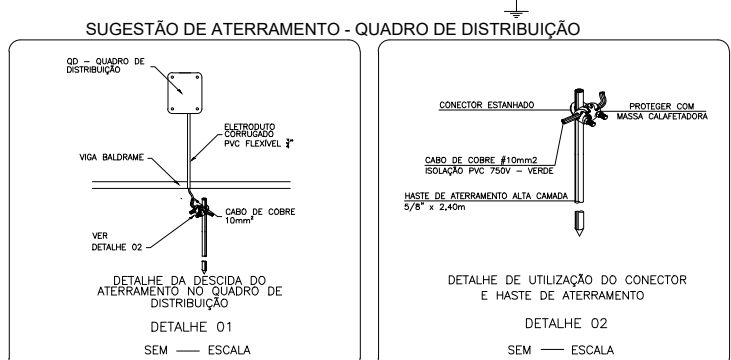 SUGESTÃO DE ATERRAMENTO - QUADRO DE DISTRIBUIÇÃO
QD – QUADRO DE
DISTRIBUIÇÃO
ELETRODUTO
CORRUGADO
PVC FLEXÍVEL ¾"
VIGA BALDRAME
CABO DE COBRE
10mm²
VER
DETALHE 02
DETALHE DA DESCIDA DO
ATERRAMENTO NO QUADRO DE
DISTRIBUIÇÃO
DETALHE 01
SEM — ESCALA
CONECTOR ESTANHADO
PROTEGER COM
MASSA CALAFETADORA
CABO DE COBRE #10mm2
ISOLAÇÃO PVC 750V – VERDE
HASTE DE ATERRAMENTO ALTA CAMADA
5/8" x 2,40m
DETALHE DE UTILIZAÇÃO DO CONECTOR
E HASTE DE ATERRAMENTO
DETALHE 02
SEM — ESCALA